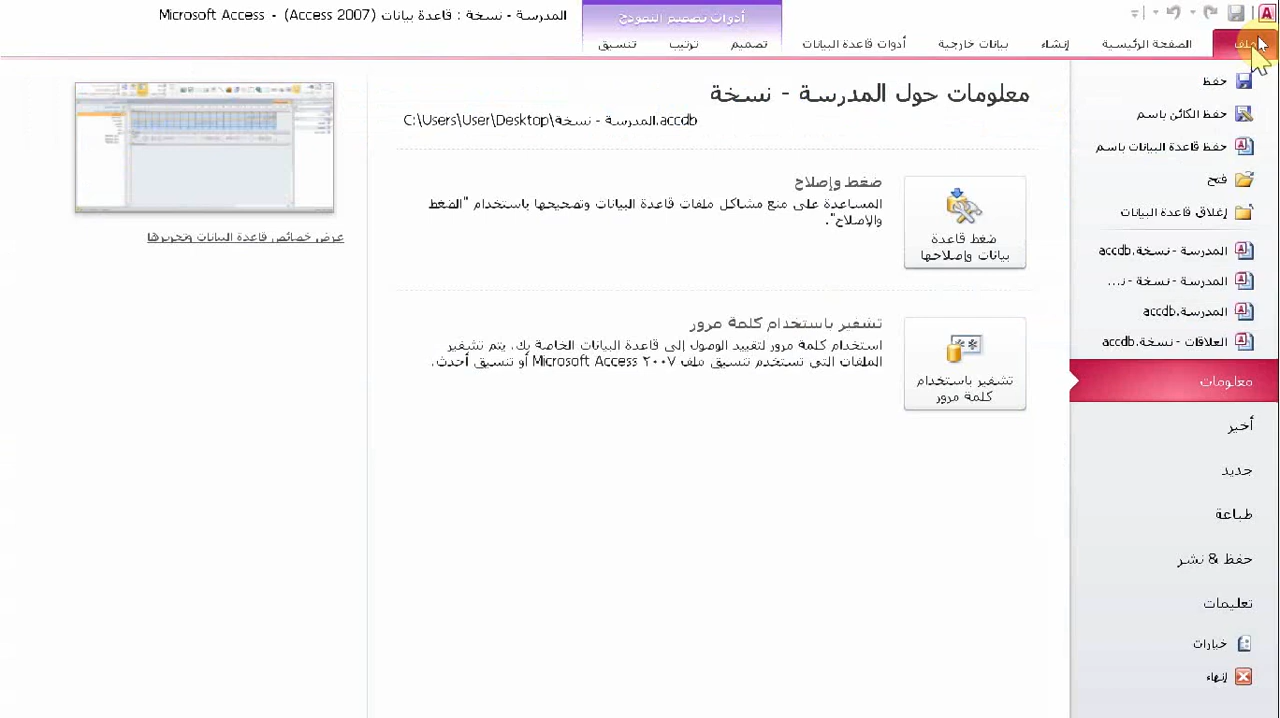 المدرسة - نسخة : قاعدة بيانات (Access 2007) - Microsoft Access
أدوات تصميم النموذج
ملف
الصفحة الرئيسية
إنشاء
بيانات خارجية
أدوات قاعدة البيانات
تصميم
ترتيب
تنسيق
حفظ
حفظ الكائن باسم
حفظ قاعدة البيانات باسم
فتح
إغلاق قاعدة البيانات
المدرسة - نسخة.accdb
المدرسة - نسخة - نـ...
المدرسة.accdb
العلاقات - نسخة.accdb
معلومات
أخير
جديد
طباعة
حفظ & نشر
تعليمات
خيارات
إنهاء
معلومات حول المدرسة - نسخة
C:\Users\User\Desktop\المدرسة - نسخة.accdb
ضغط قاعدة
بيانات وإصلاحها
ضغط وإصلاح
المساعدة على منع مشاكل ملفات قاعدة البيانات وتصحيحها باستخدام "الضغط
والإصلاح".
تشفير باستخدام
كلمة مرور
تشفير باستخدام كلمة مرور
استخدام كلمة مرور لتقييد الوصول إلى قاعدة البيانات الخاصة بك. يتم تشفير
الملفات التي تستخدم تنسيق ملف Microsoft Access ٢٠٠٧ أو تنسيق أحدث.
عرض خصائص قاعدة البيانات وتحريرها